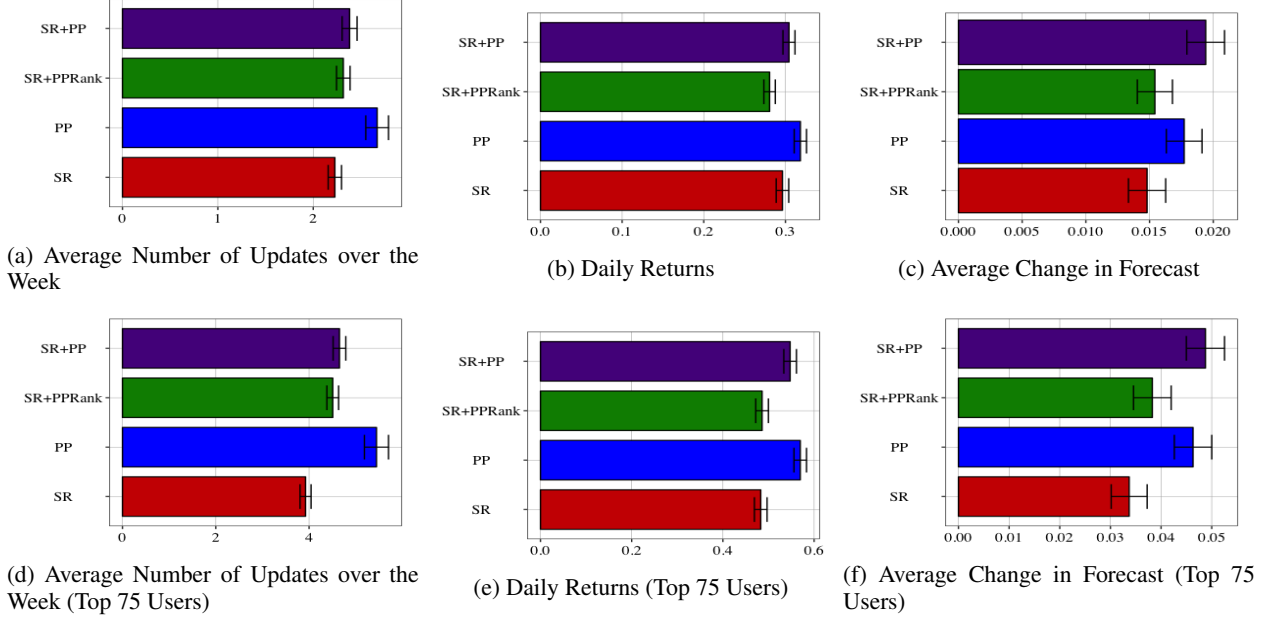 SR+PP
SR+PPRank
PP
SR
0 1 2
(a) Average Number of Updates over the
Week
SR+PP
SR+PPRank
PP
SR
0.0 0.1 0.2 0.3
(b) Daily Returns
SR+PP
SR+PPRank
PP
SR
0.000 0.005 0.010 0.015 0.020
(c) Average Change in Forecast
SR+PP
SR+PPRank
PP
SR
0 2 4
(d) Average Number of Updates over the
Week (Top 75 Users)
SR+PP
SR+PPRank
PP
SR
0.0 0.2 0.4 0.6
(e) Daily Returns (Top 75 Users)
SR+PP
SR+PPRank
PP
SR
0.00 0.01 0.02 0.03 0.04 0.05
(f) Average Change in Forecast (Top 75
Users)